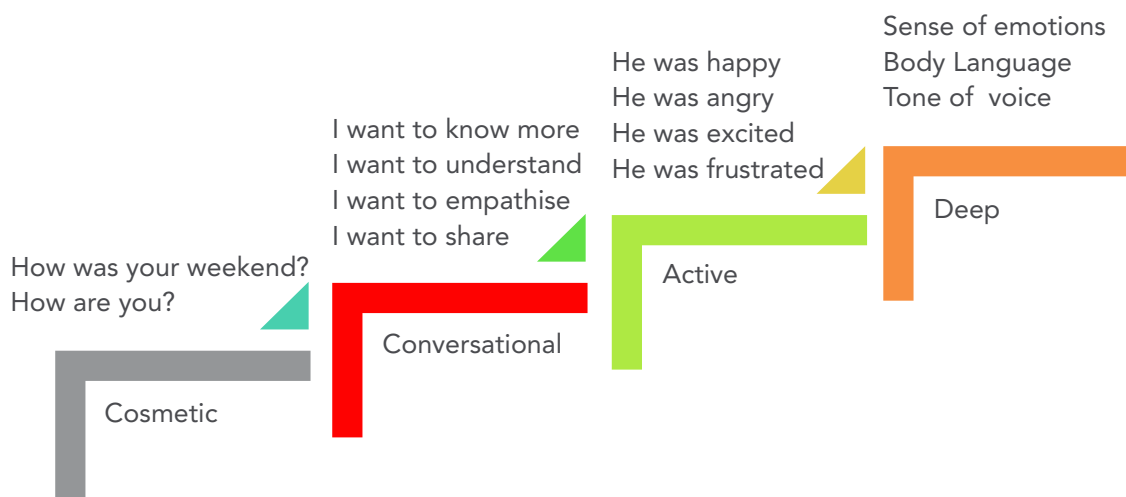 How was your weekend?
How are you?
Cosmetic
I want to know more
I want to understand
I want to empathise
I want to share
Conversational
He was happy
He was angry
He was excited
He was frustrated
Active
Sense of emotions
Body Language
Tone of voice
Deep